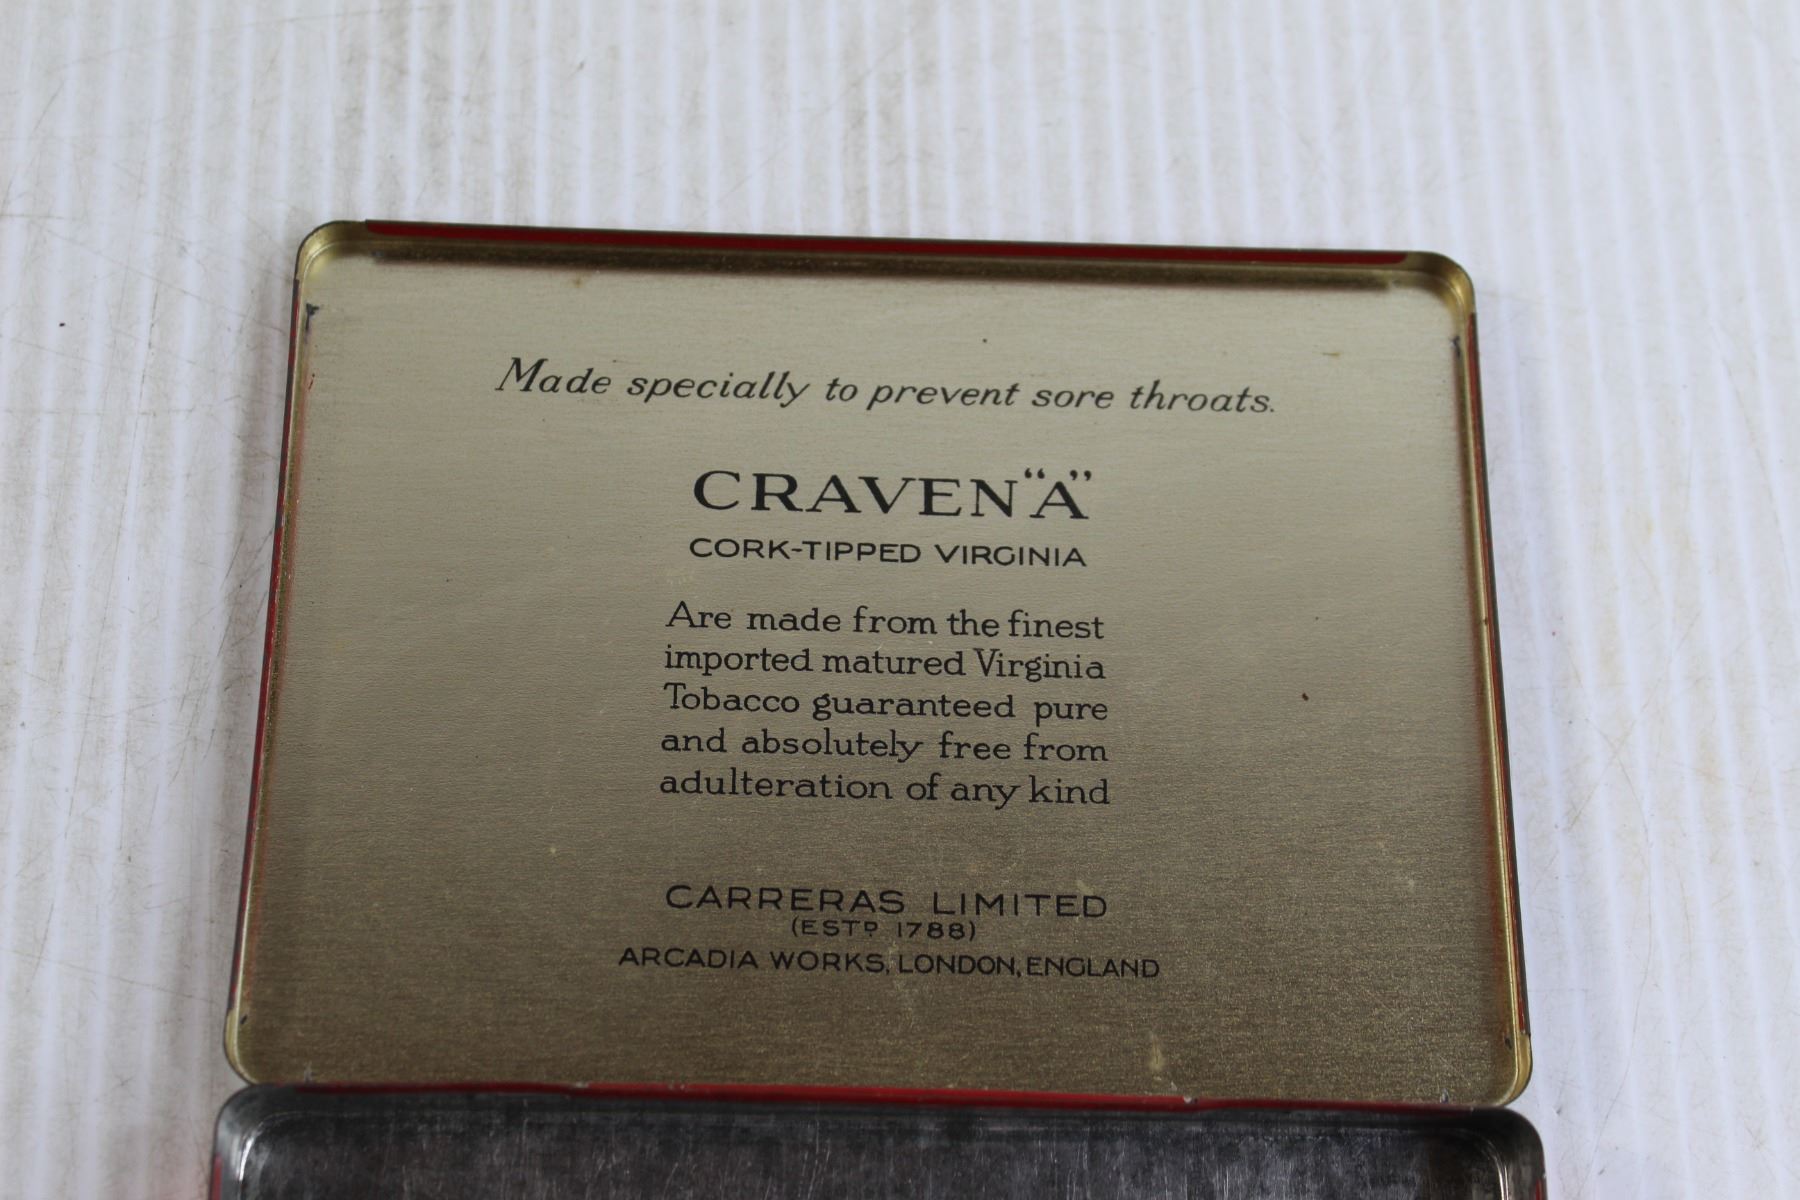 Made specially to prevent sore throats.
CRAVEN "A"
CORK-TIPPED VIRGINIA
Are made from the finest
imported matured Virginia
Tobacco guaranteed pure
and absolutely free from
adulteration of any kind
CARRERAS LIMITED
(ESTD 1788)
ARCADIA WORKS, LONDON, ENGLAND